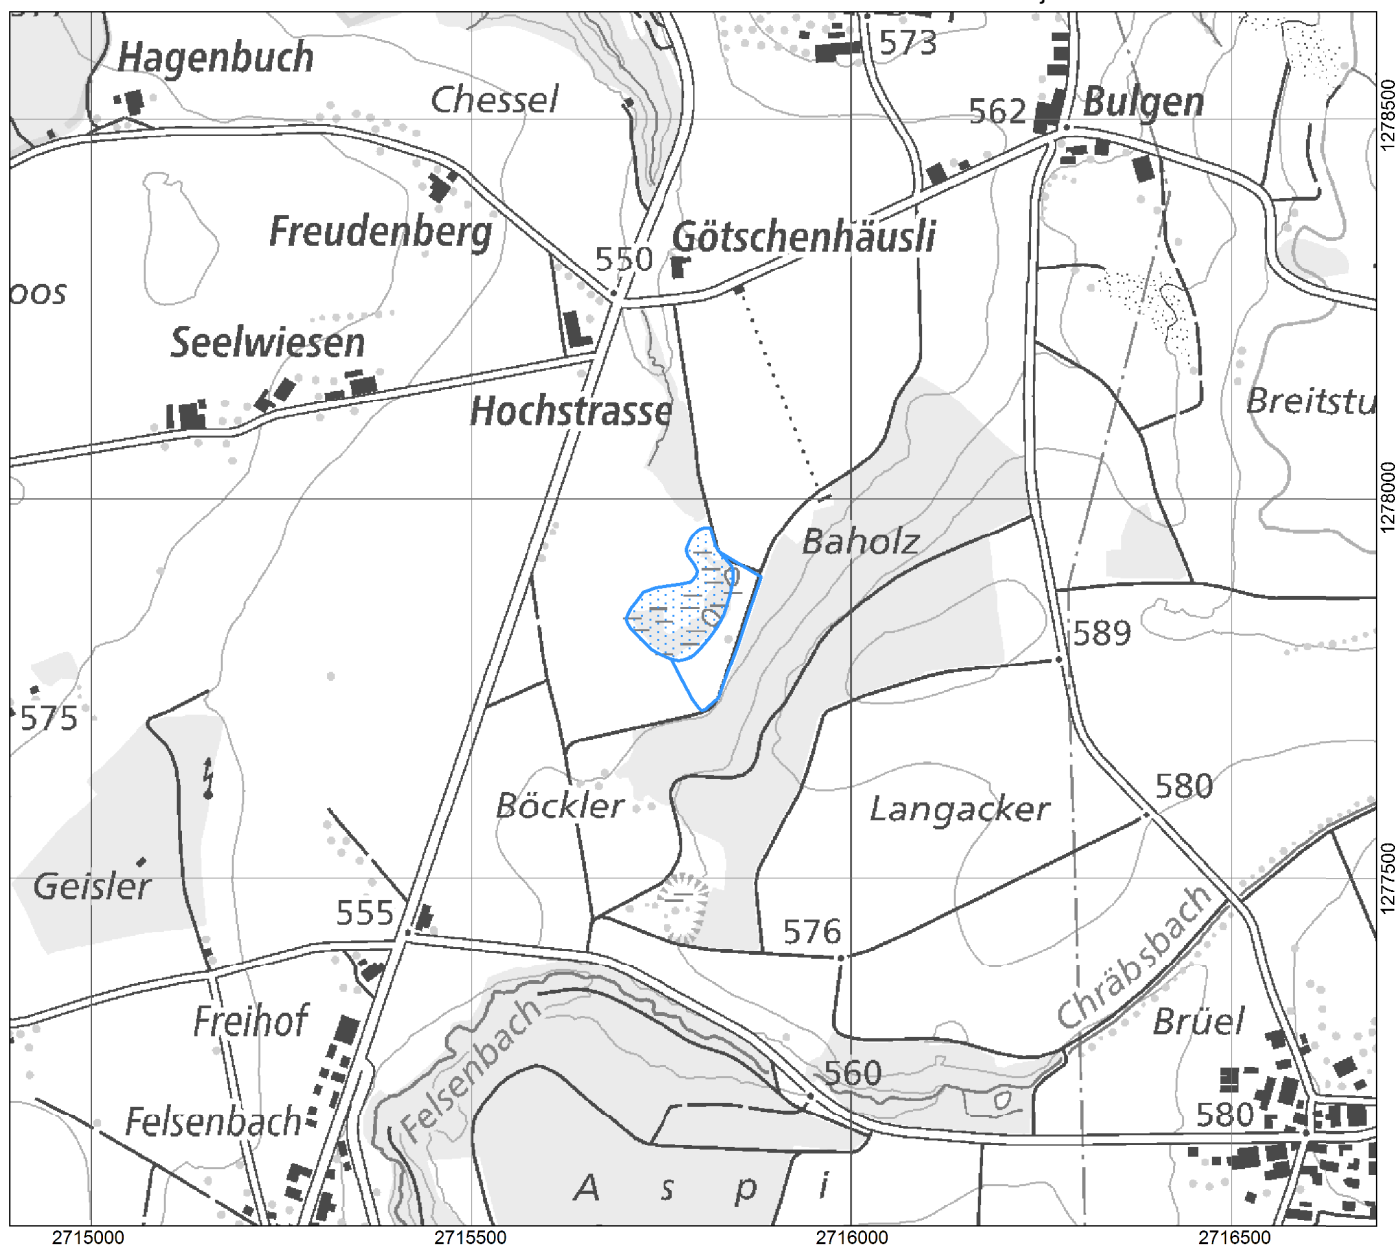 573
Hagenbuch
Chessel
562
Bulgen
1278500
Freudenberg
Götschenhäusli
550
oos
Seelwiesen
Hochstrasse
Breitstu
1278000
Baholz
589
575
580
Böckler
Langacker
1277500
Geisler
555
576
Chräbsbach
Freihof
Felsenbach
Brüel
560
Felsenbach
580
A s p i
2715000
2715500
2716000
2716500